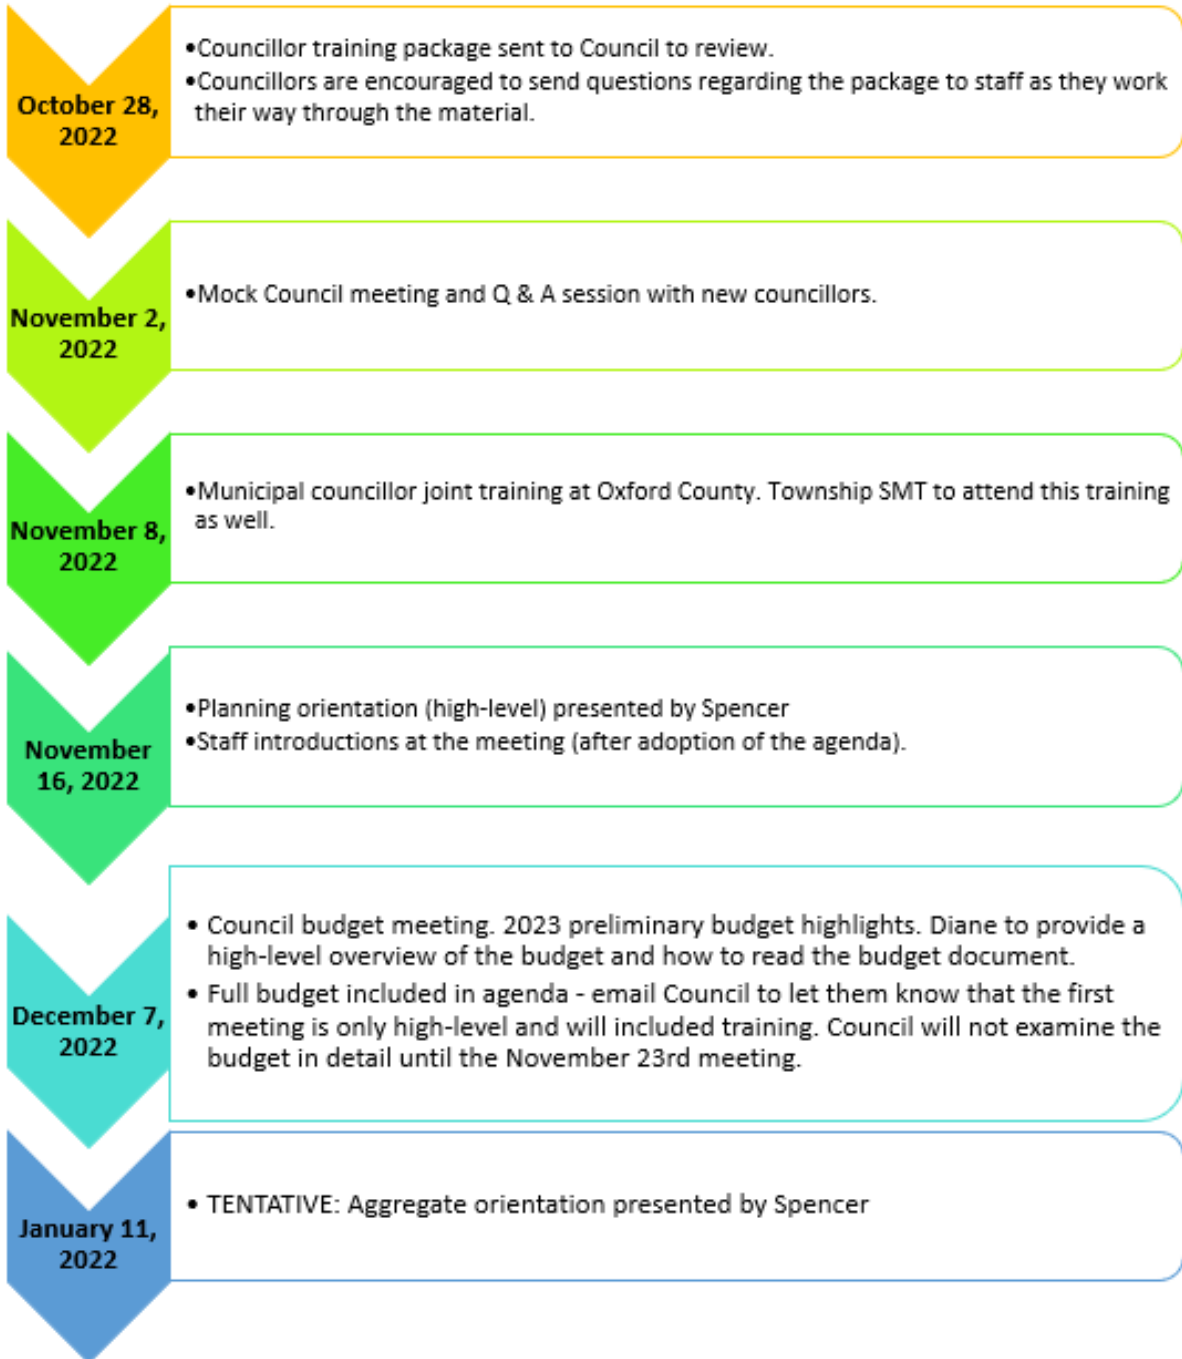 October 28,
2022
•Councillor training package sent to Council to review.
•Councillors are encouraged to send questions regarding the package to staff as they work
their way through the material.
November 2,
2022
•Mock Council meeting and Q & A session with new councillors.
November 8,
2022
•Municipal councillor joint training at Oxford County. Township SMT to attend this training
as well.
November
16, 2022
•Planning orientation (high-level) presented by Spencer
•Staff introductions at the meeting (after adoption of the agenda).
December 7,
2022
• Council budget meeting. 2023 preliminary budget highlights. Diane to provide a
high-level overview of the budget and how to read the budget document.
• Full budget included in agenda - email Council to let them know that the first
meeting is only high-level and will included training. Council will not examine the
budget in detail until the November 23rd meeting.
January 11,
2022
• TENTATIVE: Aggregate orientation presented by Spencer